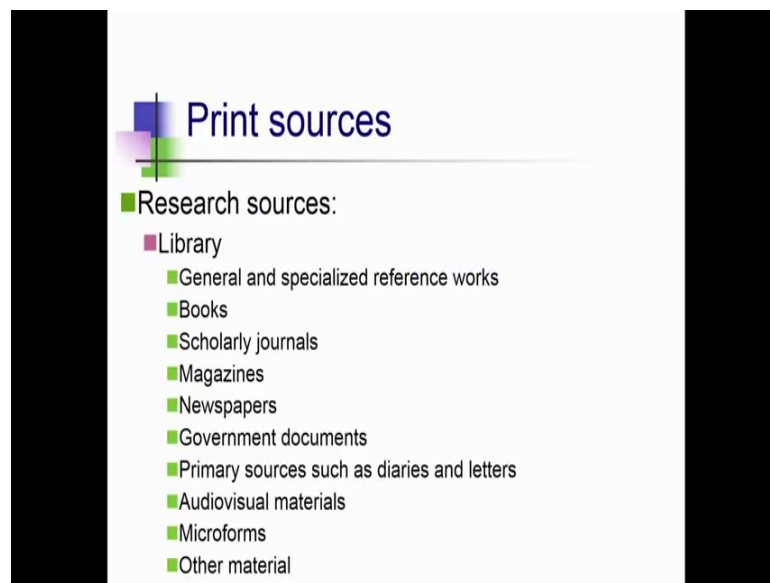 Print sources
Research sources:
Library
General and specialized reference works
Books
Scholarly journals
Magazines
Newspapers
Government documents
Primary sources such as diaries and letters
Audiovisual materials
Microforms
Other material